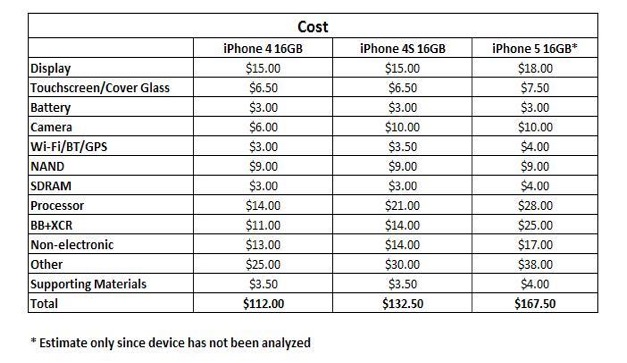 Cost
iPhone 4 16GB iPhone 4S 16GB iPhone 5 16GB*
Display $15.00 $15.00 $18.00
Touchscreen/Cover Glass $6.50 $6.50 $7.50
Battery $3.00 $3.00 $3.00
Camera $6.00 $10.00 $10.00
Wi-Fi/BT/GPS $3.00 $3.50 $4.00
NAND $9.00 $9.00 $9.00
SDRAM $3.00 $3.00 $4.00
Processor $14.00 $21.00 $28.00
BB+XCR $11.00 $14.00 $25.00
Non-electronic $13.00 $14.00 $17.00
Other $25.00 $30.00 $38.00
Supporting Materials $3.50 $3.50 $4.00
Total $112.00 $132.50 $167.50
* Estimate only since device has not been analyzed